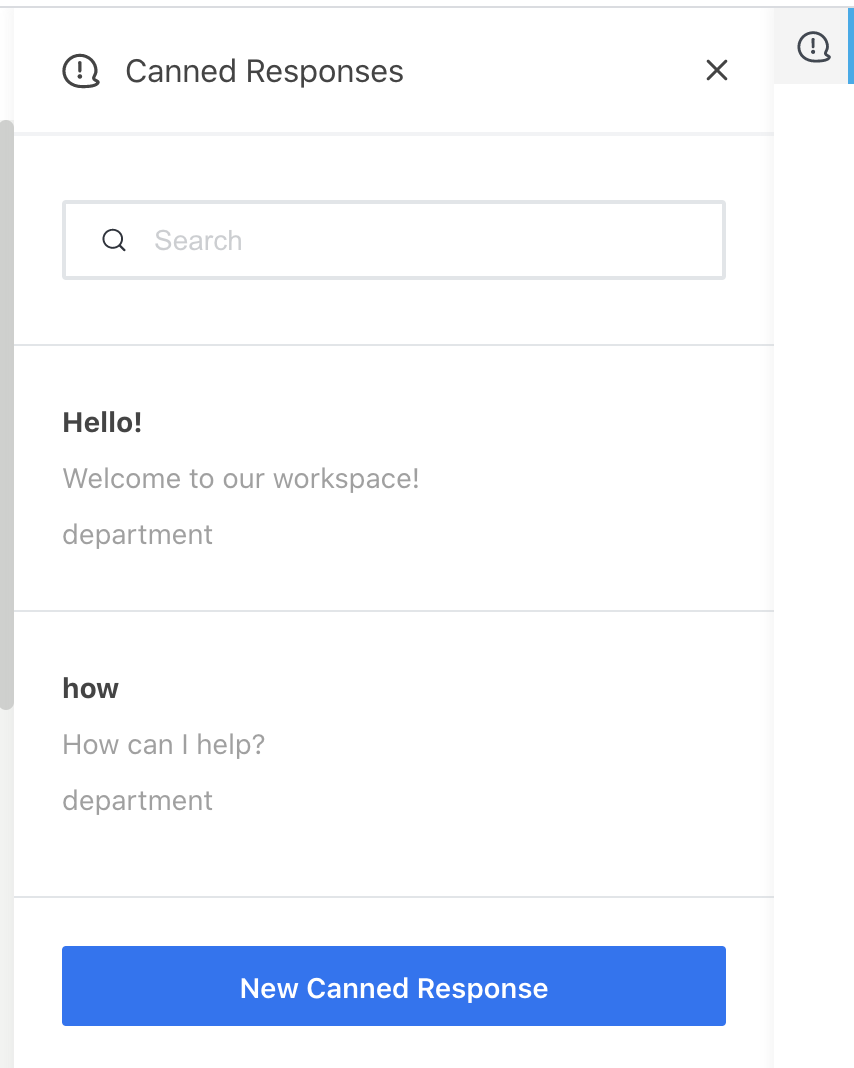 Canned Responses
Search
Hello!
Welcome to our workspace!
department
how
How can I help?
department
New Canned Response